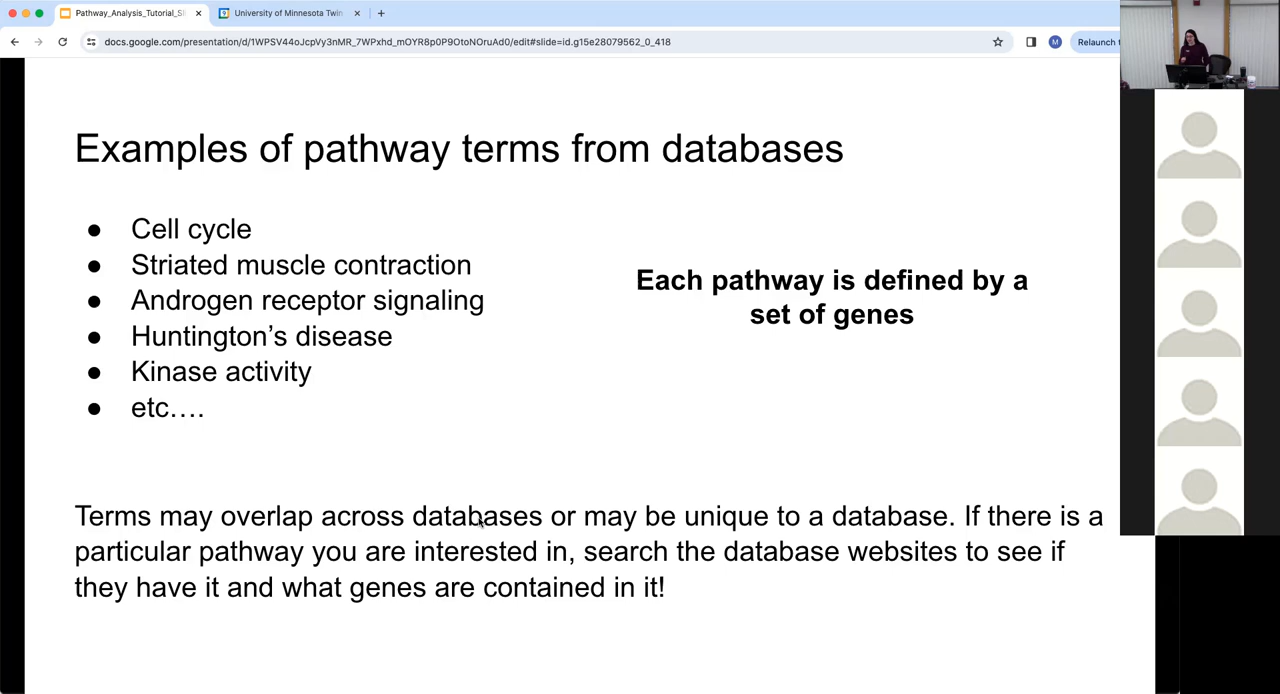 Pathway_Analysis_Tutorial_Sl
University of Minnesota Twin
docs.google.com/presentation/d/1WPSV44oJcpVy3nMR_7WPxhd_mOYR8p0P9OtoNOruAd0/edit#slide=id.g15e28079562_0_418
M
Relaunch t
Examples of pathway terms from databases
● Cell cycle
● Striated muscle contraction
● Androgen receptor signaling
● Huntington’s disease
● Kinase activity
● etc….
Each pathway is defined by a
set of genes
Terms may overlap across databases or may be unique to a database. If there is a
particular pathway you are interested in, search the database websites to see if
they have it and what genes are contained in it!